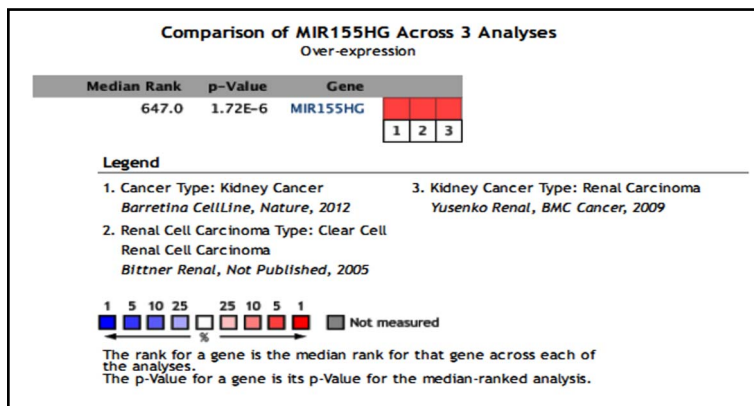 Comparison of MIR155HG Across 3 Analyses
Over-expression
Median Rank p-Value Gene
647.0 1.72E-6 MIR155HG
1 2 3
Legend
1. Cancer Type: Kidney Cancer
Barretina CellLine, Nature, 2012
2. Renal Cell Carcinoma Type: Clear Cell
Renal Cell Carcinoma
Bittner Renal, Not Published, 2005
3. Kidney Cancer Type: Renal Carcinoma
Yusenko Renal, BMC Cancer, 2009
1 5 10 25 25 10 5 1
Not measured
%
The rank for a gene is the median rank for that gene across each of
the analyses.
The p-Value for a gene is its p-Value for the median-ranked analysis.